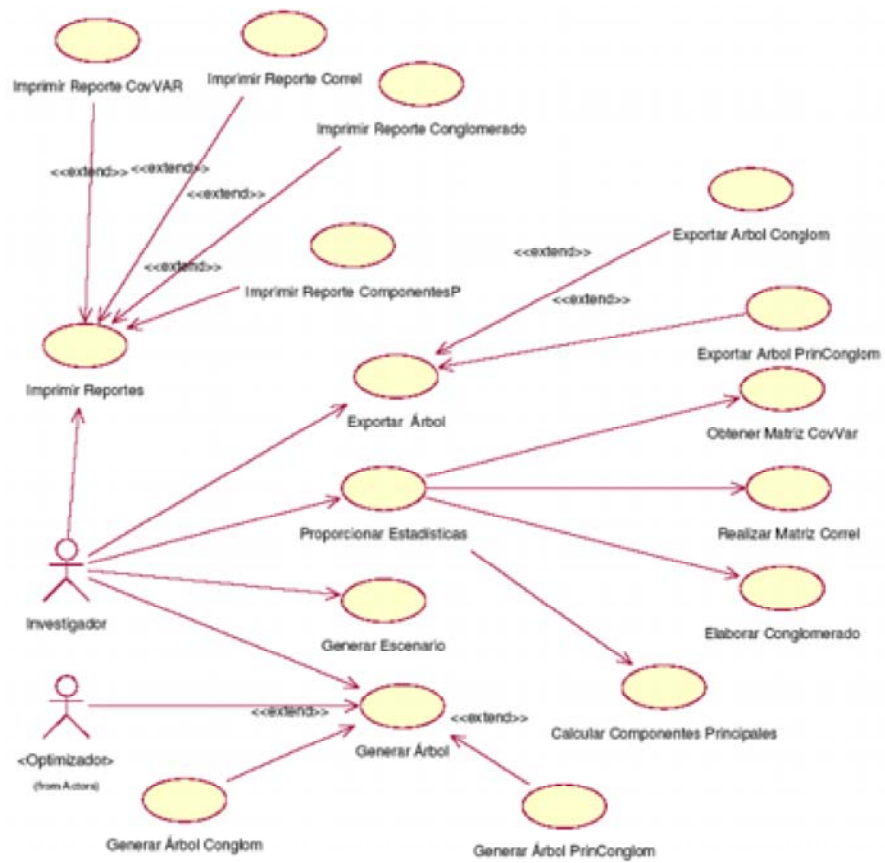 Imprimir Reporte CovVAR
Imprimir Reporte Correl
Imprimir Reporte Conglomerado
<<extend>>
<<extend>>
<<extend>>
Exportar Arbol Conglom
<<extend>>
<<extend>>
Imprimir Reporte ComponentesP
<<extend>>
Exportar Arbol PrinConglom
Imprimir Reportes
Exportar Árbol
Obtener Matriz CovVar
Proporcionar Estadísticas
Realizar Matriz Correl
Investigador
Generar Escenario
Elaborar Conglomerado
<<extend>>
<<extend>>
Calcular Componentes Principales
Generar Árbol
<Optimizador>
(from Actors)
Generar Árbol Conglom
Generar Árbol PrinConglom